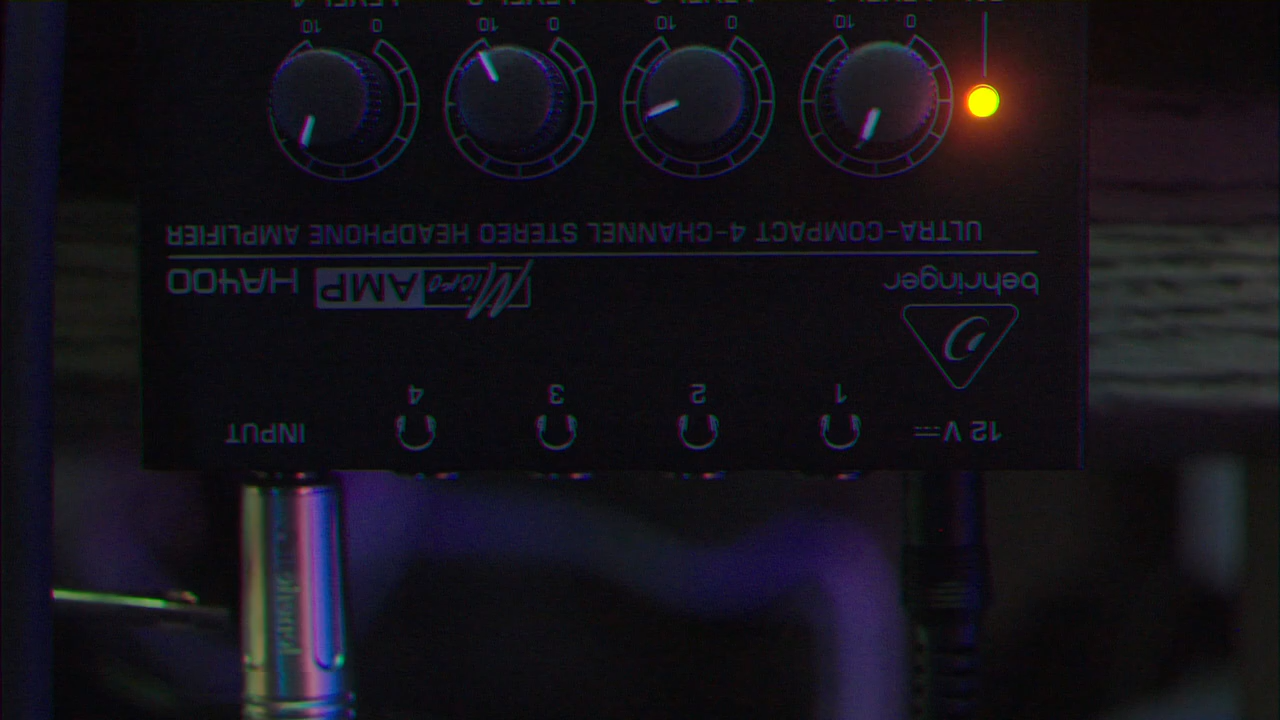 12 V⎓ 1 2 3 4 INPUT
behringer Micro AMP HA400
ULTRA-COMPACT 4-CHANNEL STEREO HEADPHONE AMPLIFIER
0 10 0 10 0 10 0 10